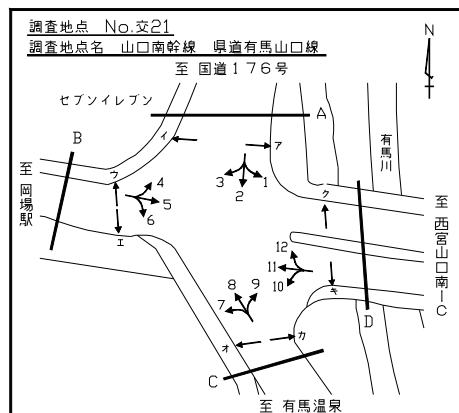 調査地点 No.交21
調査地点名 山口南幹線 県道有馬山口線
至 国道176号
N
セブンイレブン
A
イ
ア
有馬川
B
ウ
3
2
1
4
5
6
ク
至 岡場駅
至 西宮山口南IC
エ
12
11
10
8
9
7
キ
D
オ
カ
C
至 有馬温泉